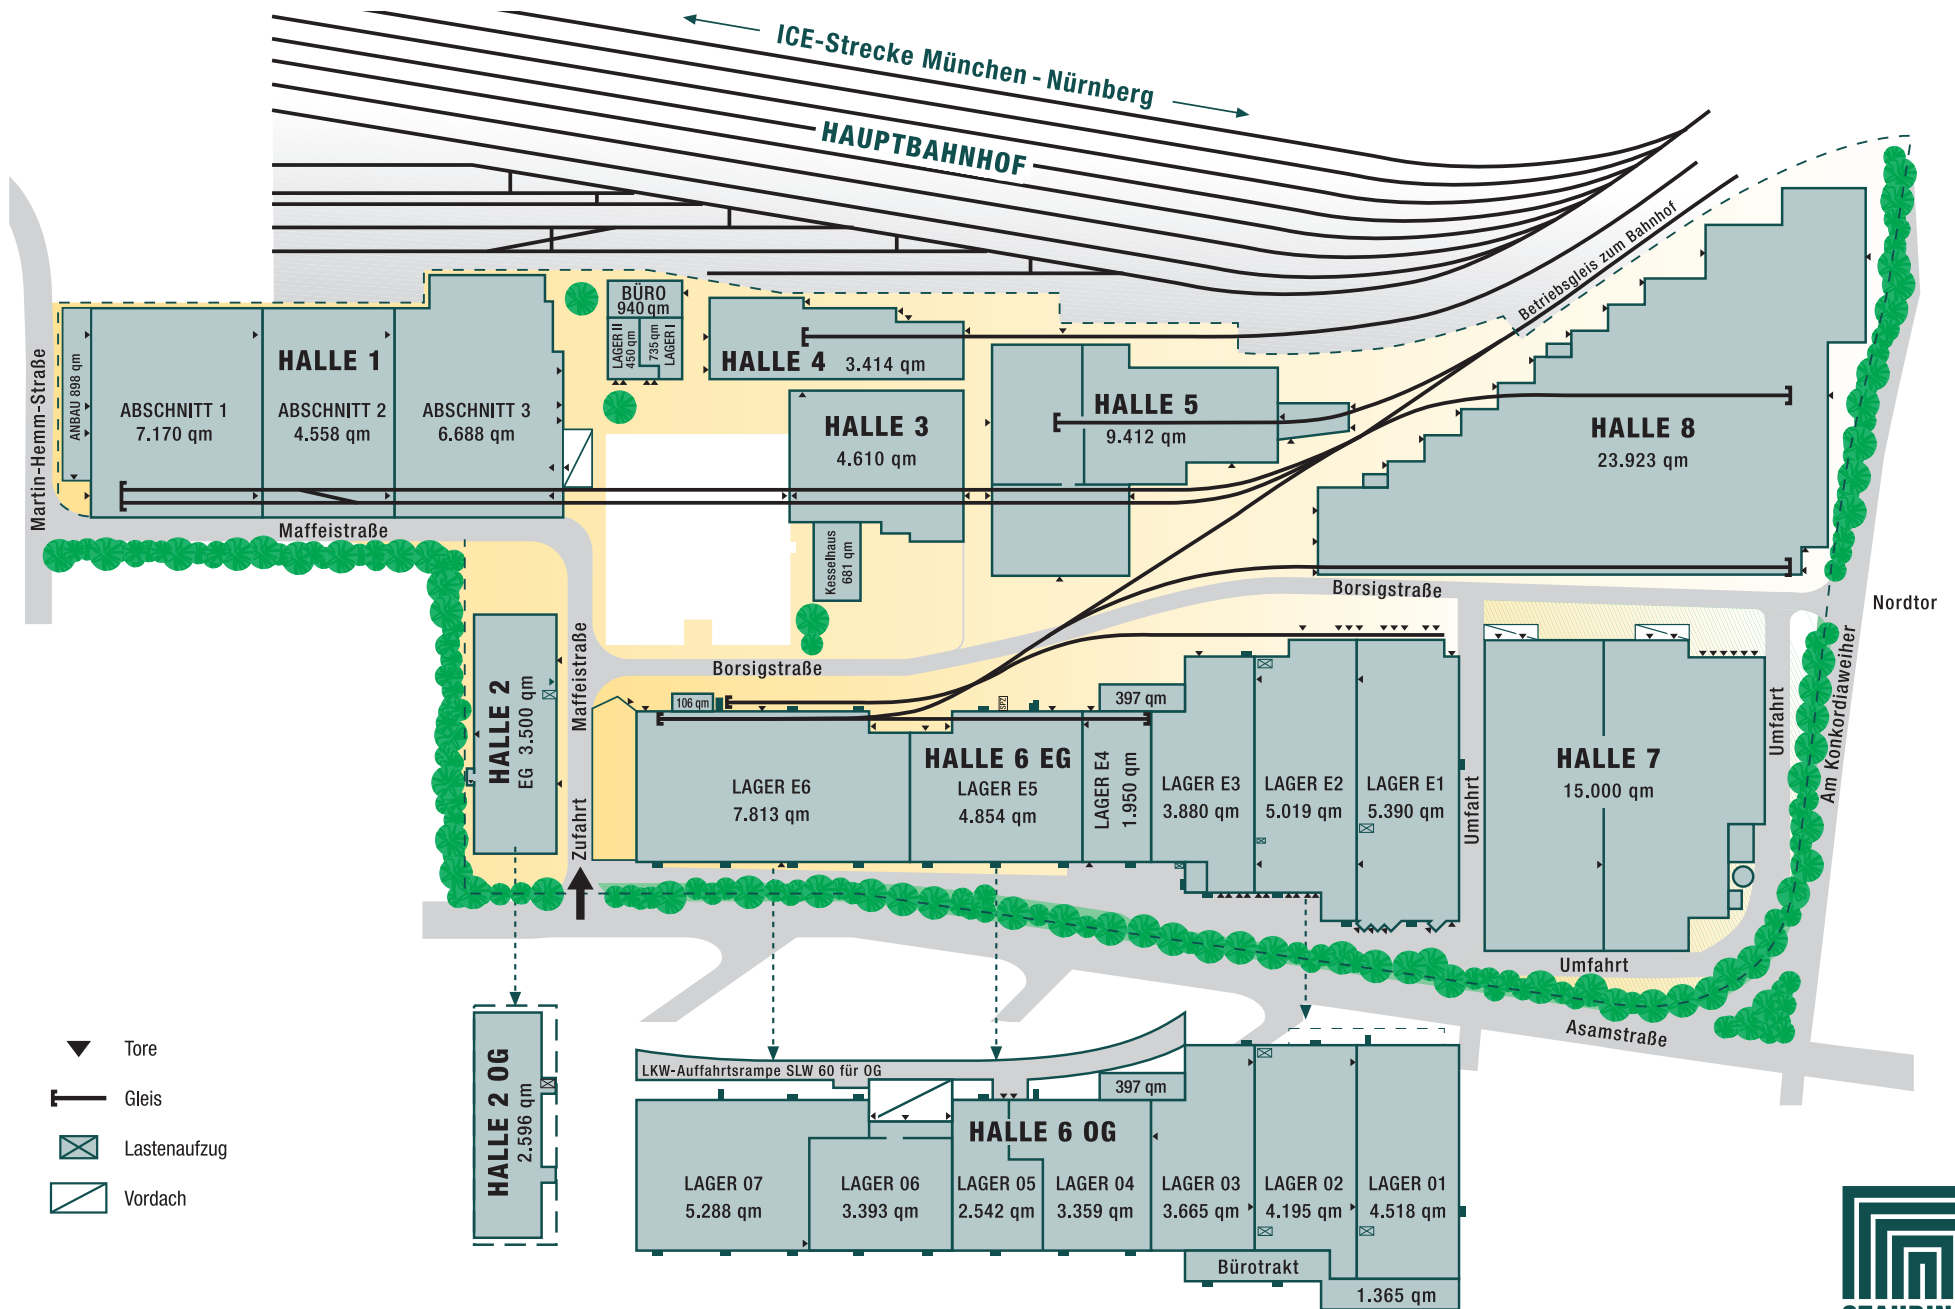 ICE-Strecke München - Nürnberg
HAUPTBAHNHOF
Betriebsgleis zum Bahnhof
Martin-Hemm-Straße
ANBAU 898 qm
HALLE 1
ABSCHNITT 1
7.170 qm
ABSCHNITT 2
4.558 qm
ABSCHNITT 3
6.688 qm
BÜRO
940 qm
LAGER II
450 qm
735 qm
LAGER I
HALLE 4 3.414 qm
HALLE 3
4.610 qm
Kesselhaus
681 qm
HALLE 5
9.412 qm
HALLE 8
23.923 qm
Maffeistraße
Maffeistraße
Zufahrt
Borsigstraße
Borsigstraße
Nordtor
Am Konkordiaweiher
HALLE 2
EG 3.500 qm
106 qm
SPZ
397 qm
HALLE 6 EG
LAGER E6
7.813 qm
LAGER E5
4.854 qm
LAGER E4
1.950 qm
LAGER E3
3.880 qm
LAGER E2
5.019 qm
LAGER E1
5.390 qm
Umfahrt
HALLE 7
15.000 qm
Umfahrt
Umfahrt
Asamstraße
Tore
Gleis
Lastenaufzug
Vordach
HALLE 2 OG
2.596 qm
LKW-Auffahrtsrampe SLW 60 für OG
397 qm
HALLE 6 OG
LAGER 07
5.288 qm
LAGER 06
3.393 qm
LAGER 05
2.542 qm
LAGER 04
3.359 qm
LAGER 03
3.665 qm
LAGER 02
4.195 qm
LAGER 01
4.518 qm
Bürotrakt
1.365 qm